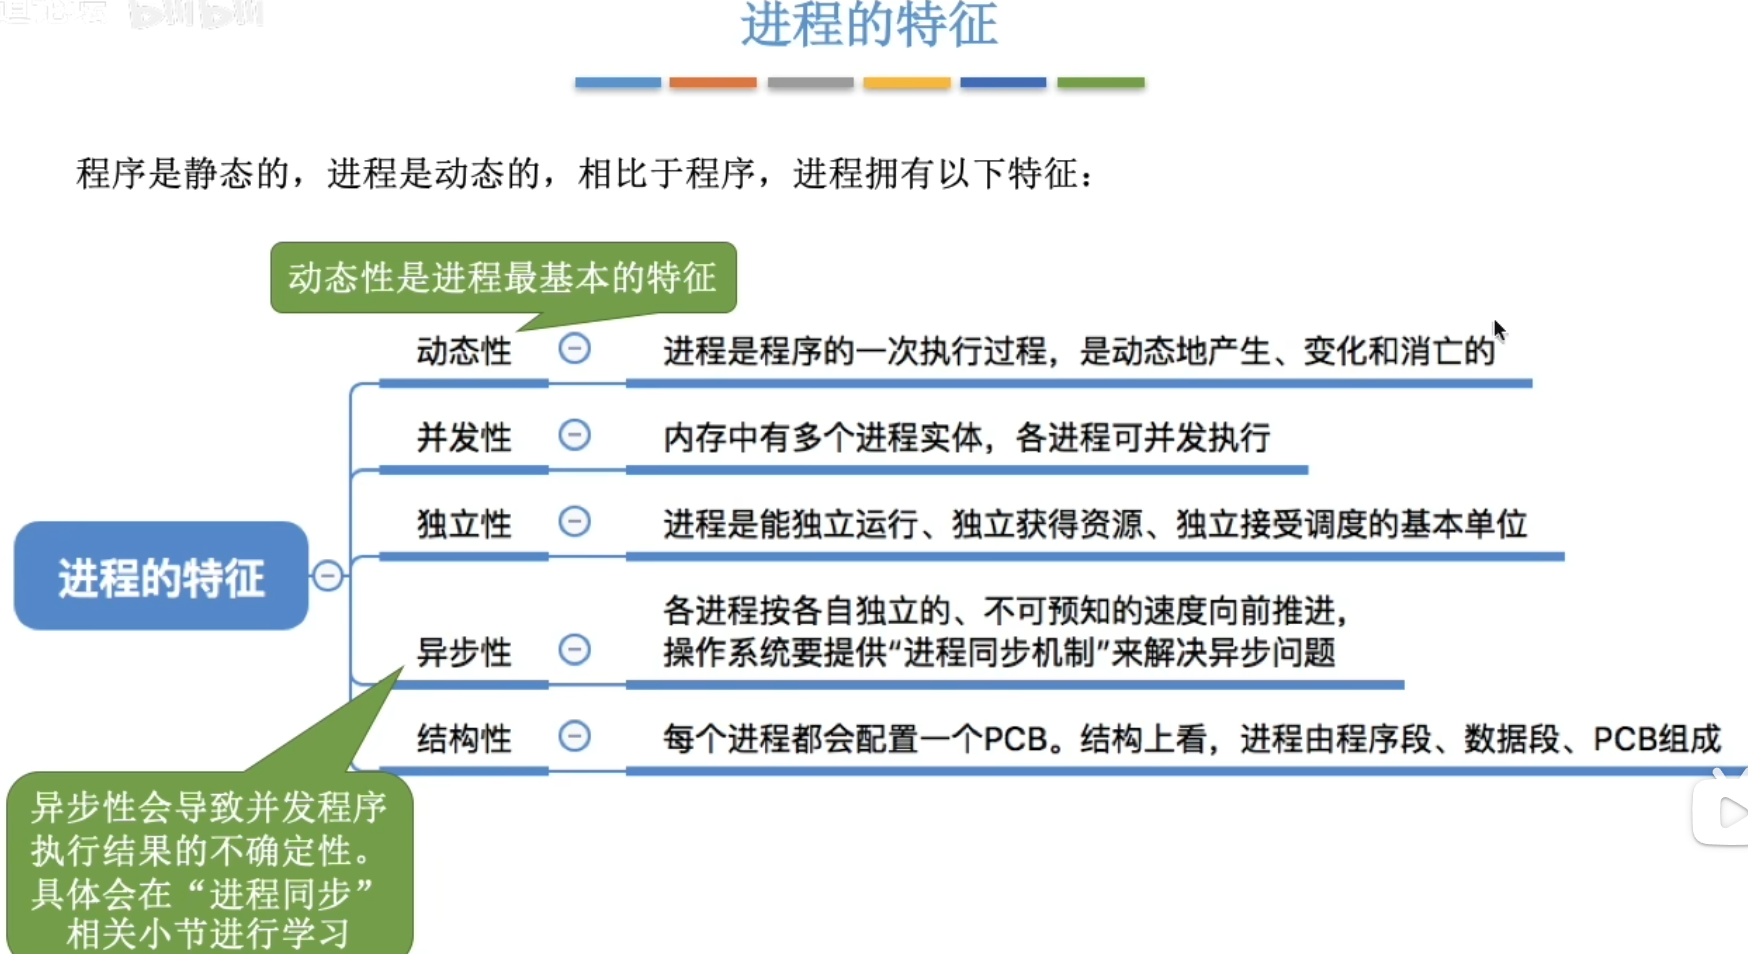 进程的特征
程序是静态的，进程是动态的，相比于程序，进程拥有以下特征：
动态性是进程最基本的特征
动态性
进程是程序的一次执行过程，是动态地产生、变化和消亡的
并发性
内存中有多个进程实体，各进程可并发执行
独立性
进程是能独立运行、独立获得资源、独立接受调度的基本单位
进程的特征
异步性
各进程按各自独立的、不可预知的速度向前推进，
操作系统要提供“进程同步机制”来解决异步问题
结构性
每个进程都会配置一个PCB。结构上看，进程由程序段、数据段、PCB组成
异步性会导致并发程序
执行结果的不确定性。
具体会在“进程同步”
相关小节进行学习